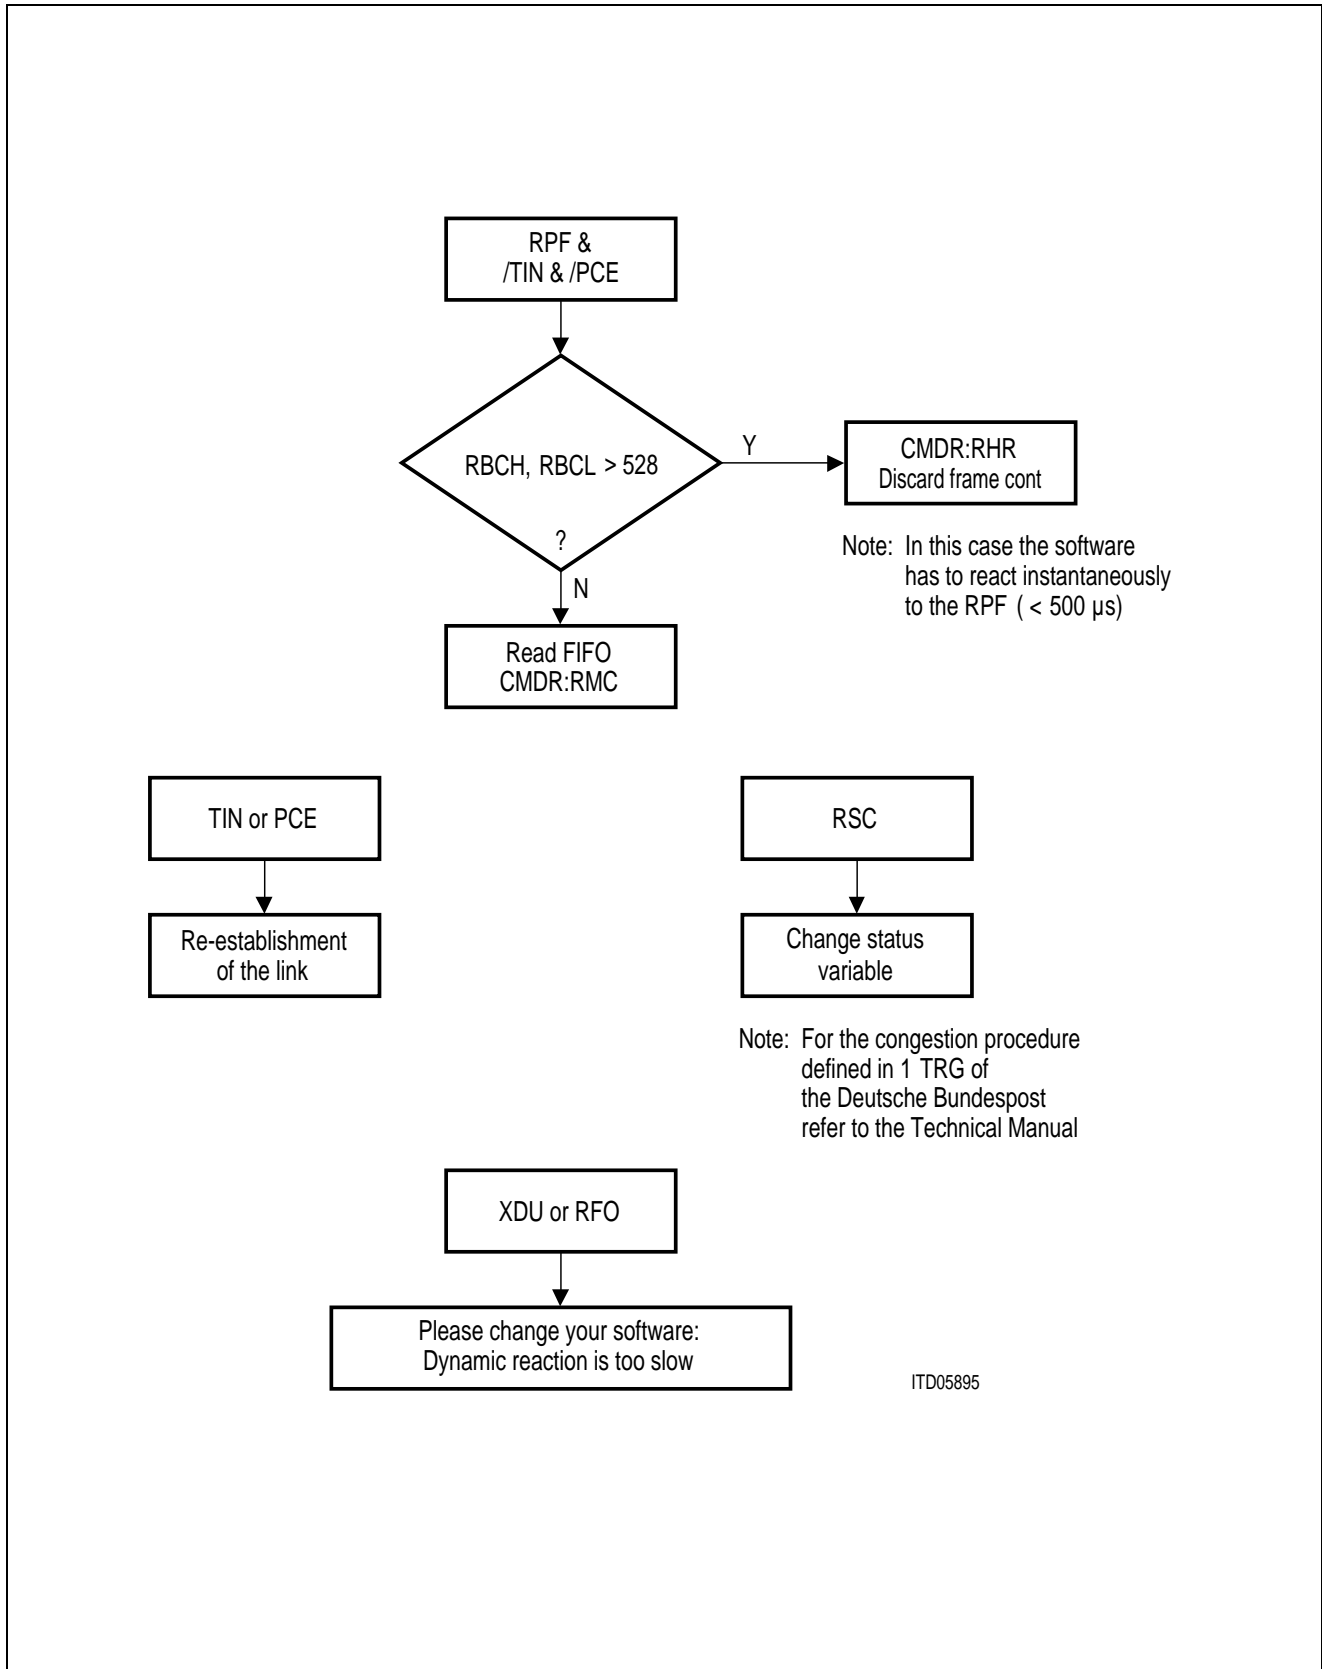 RPF &
/TIN & /PCE
RBCH, RBCL > 528
?
Y
CMDR:RHR
Discard frame cont
Note: In this case the software
has to react instantaneously
to the RPF ( < 500 µs)
N
Read FIFO
CMDR:RMC
TIN or PCE
Re-establishment
of the link
RSC
Change status
variable
Note: For the congestion procedure
defined in 1 TRG of
the Deutsche Bundespost
refer to the Technical Manual
XDU or RFO
Please change your software:
Dynamic reaction is too slow
ITD05895